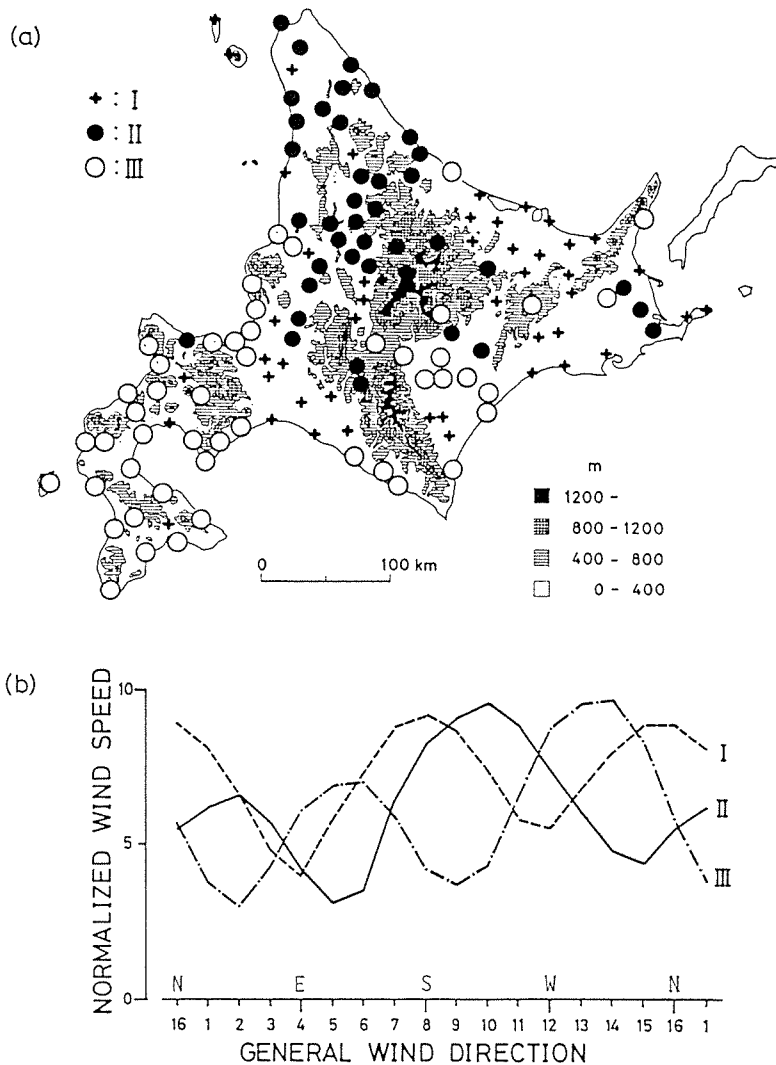 (a)
+ : I
● : II
○ : III
m
1200 -
800 - 1200
400 - 800
0 - 400
0 100 km
(b)
NORMALIZED WIND SPEED
10
5
0
I
II
III
N E S W N
16 1 2 3 4 5 6 7 8 9 10 11 12 13 14 15 16 1
GENERAL WIND DIRECTION